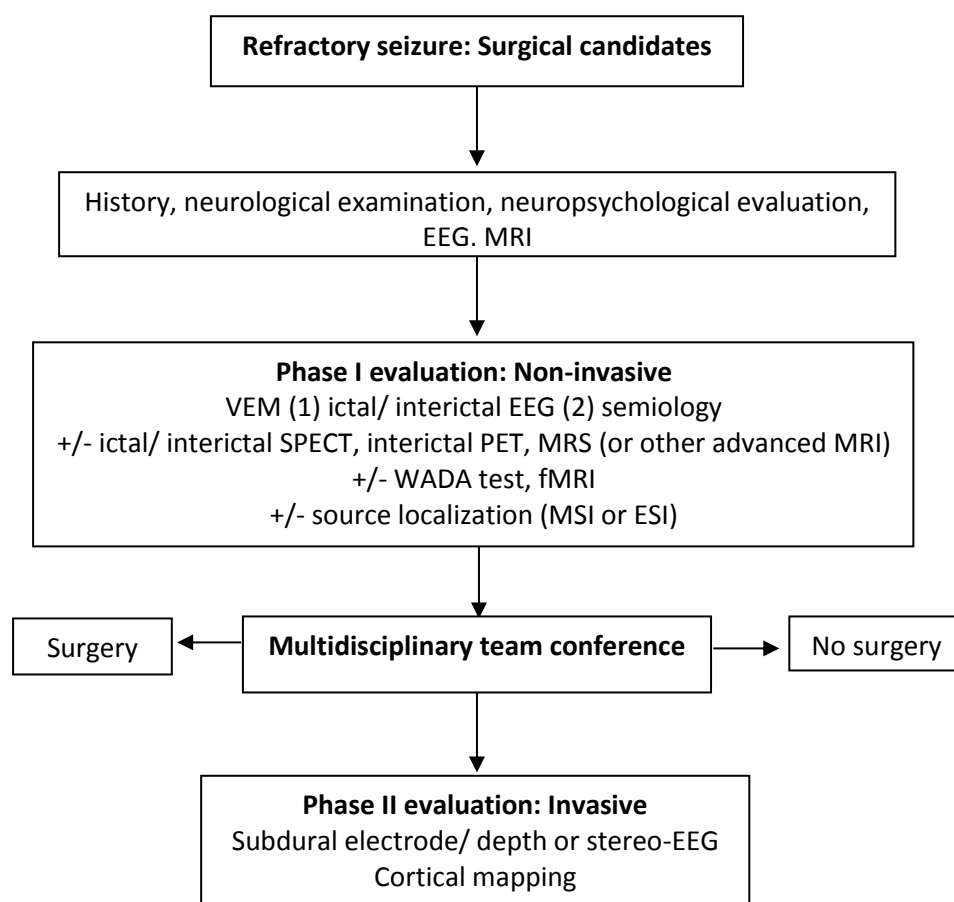 Refractory seizure: Surgical candidates
History, neurological examination, neuropsychological evaluation,
EEG. MRI
Phase I evaluation: Non-invasive
VEM (1) ictal/ interictal EEG (2) semiology
+/- ictal/ interictal SPECT, interictal PET, MRS (or other advanced MRI)
+/- WADA test, fMRI
+/- source localization (MSI or ESI)
Surgery
Multidisciplinary team conference
No surgery
Phase II evaluation: Invasive
Subdural electrode/ depth or stereo-EEG
Cortical mapping